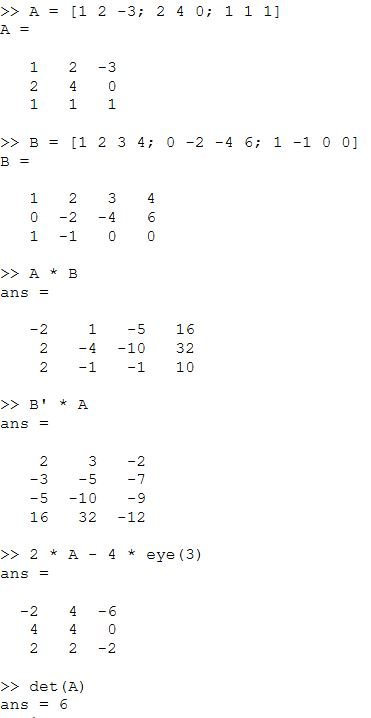 >> A = [1 2 -3; 2 4 0; 1 1 1]
A =
1 2 -3
2 4 0
1 1 1
>> B = [1 2 3 4; 0 -2 -4 6; 1 -1 0 0]
B =
1 2 3 4
0 -2 -4 6
1 -1 0 0
>> A * B
ans =
-2 1 -5 16
2 -4 -10 32
2 -1 -1 10
>> B' * A
ans =
2 3 -2
-3 -5 -7
-5 -10 -9
16 32 -12
>> 2 * A - 4 * eye(3)
ans =
-2 4 -6
4 4 0
2 2 -2
>> det(A)
ans = 6